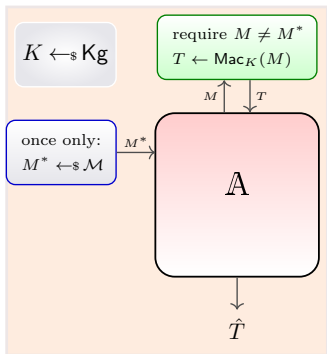 K ←$ Kg
require M ≠ M*
T ← Mac_K(M)
M
T
once only:
M* ←$ ℳ
M*
𝔸
T̂